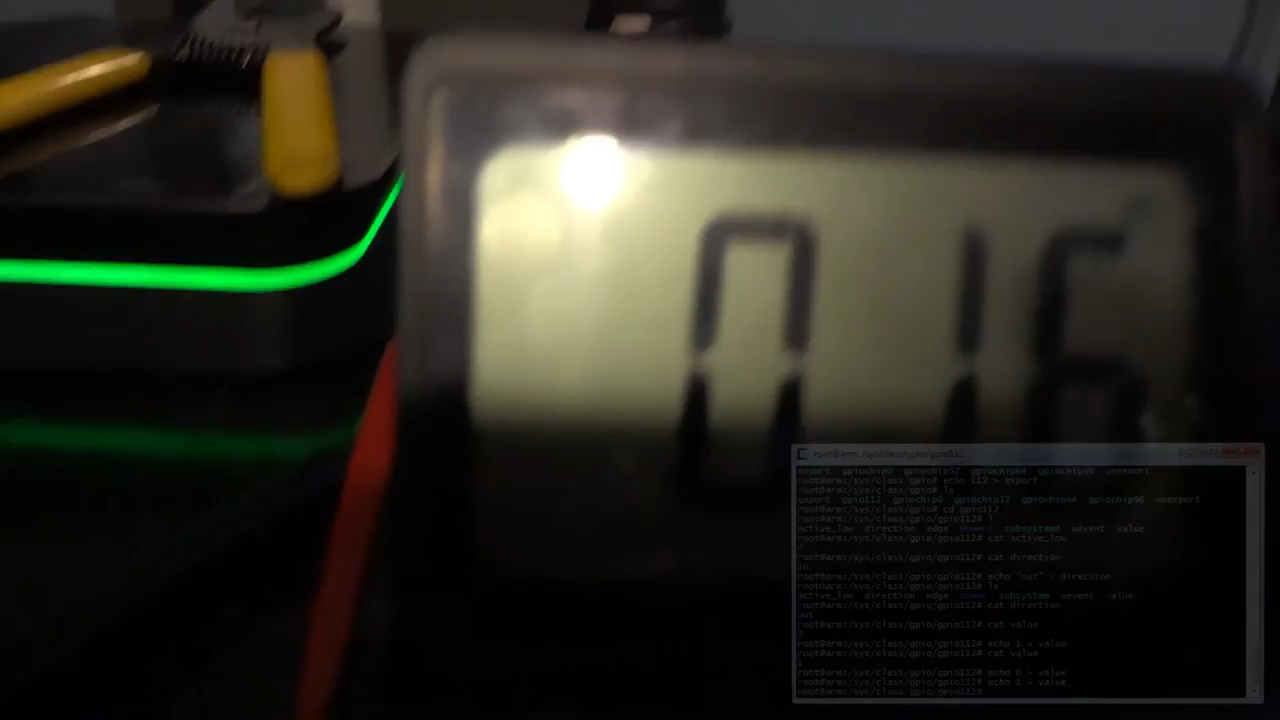 0 16
root@arm:/sys/class/gpio/gpio112
export gpiochip0 gpiochip32 gpiochip64 gpiochip96 unexport
root@arm:/sys/class/gpio# echo 112 > export
root@arm:/sys/class/gpio# ls
export gpio112 gpiochip0 gpiochip32 gpiochip64 gpiochip96 unexport
root@arm:/sys/class/gpio# cd gpio112
root@arm:/sys/class/gpio/gpio112# l
active_low direction edge power subsystem uevent value
root@arm:/sys/class/gpio/gpio112# cat active_low
0
root@arm:/sys/class/gpio/gpio112# cat direction
in
root@arm:/sys/class/gpio/gpio112# echo "out" > direction
root@arm:/sys/class/gpio/gpio112# ls
active_low direction edge power subsystem uevent value
root@arm:/sys/class/gpio/gpio112# cat direction
out
root@arm:/sys/class/gpio/gpio112# cat value
0
root@arm:/sys/class/gpio/gpio112# echo 1 > value
root@arm:/sys/class/gpio/gpio112# cat value
1
root@arm:/sys/class/gpio/gpio112# echo 0 > value
root@arm:/sys/class/gpio/gpio112# echo 1 > value
root@arm:/sys/class/gpio/gpio112#